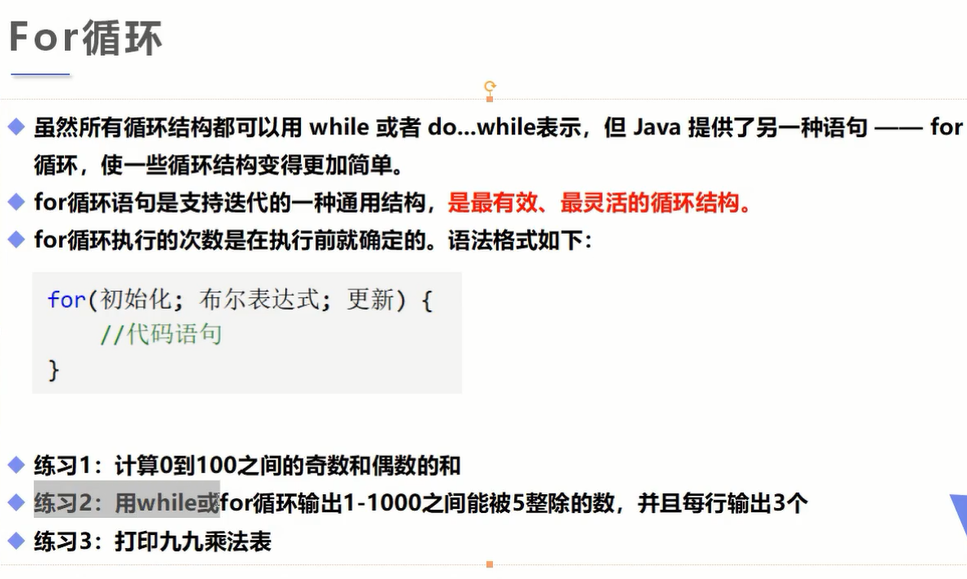 For循环
虽然所有循环结构都可以用 while 或者 do...while表示，但 Java 提供了另一种语句 —— for
循环，使一些循环结构变得更加简单。
for循环语句是支持迭代的一种通用结构，是最有效、最灵活的循环结构。
for循环执行的次数是在执行前就确定的。语法格式如下：
for(初始化; 布尔表达式; 更新) {
//代码语句
}
练习1：计算0到100之间的奇数和偶数的和
练习2：用while或for循环输出1-1000之间能被5整除的数，并且每行输出3个
练习3：打印九九乘法表